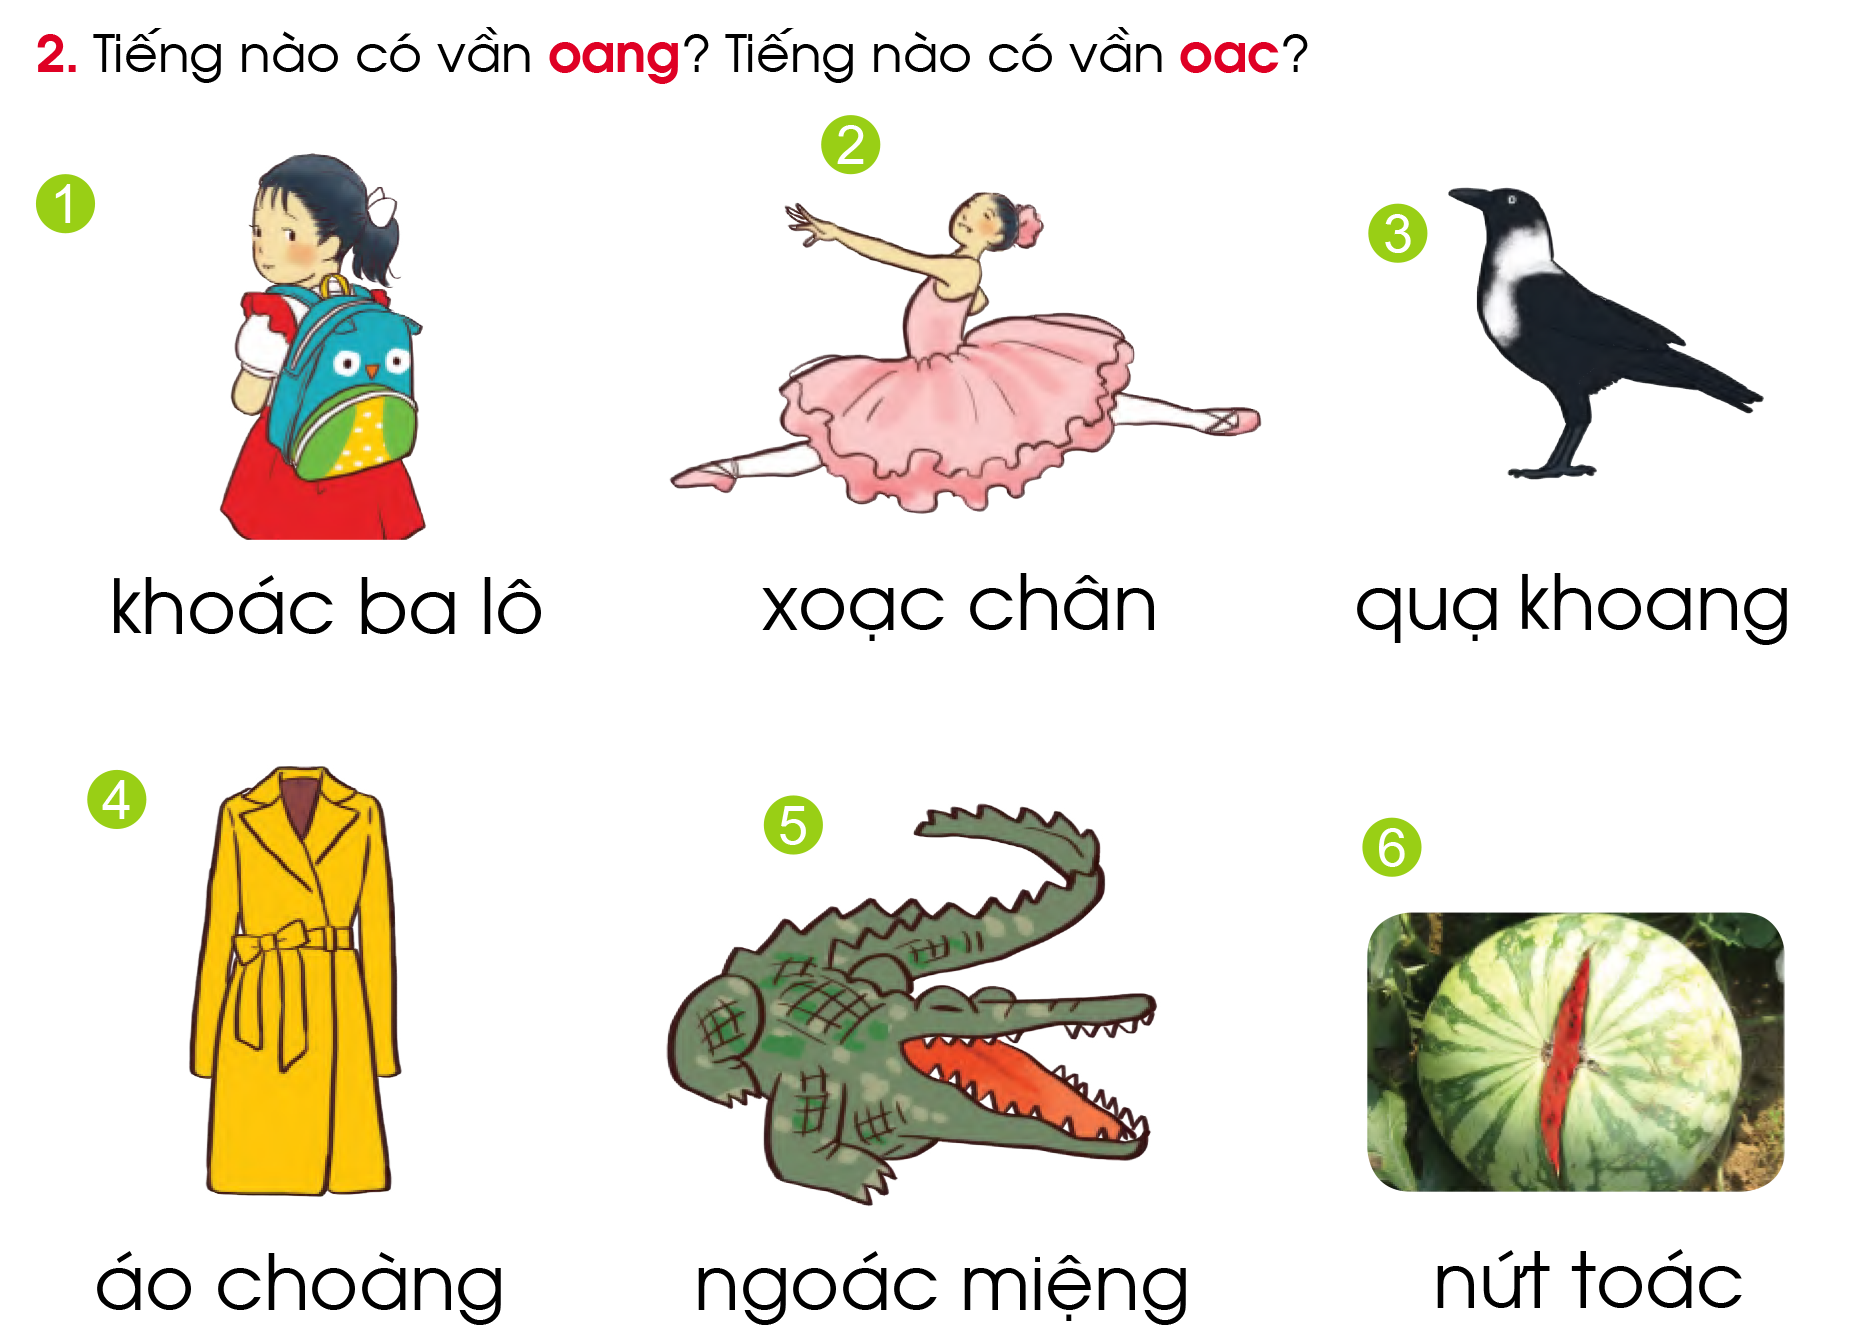 2. Tiếng nào có vần oang? Tiếng nào có vần oac?
1
2
3
khoác ba lô
xoạc chân
quạ khoang
4
5
6
áo choàng
ngoác miệng
nứt toác